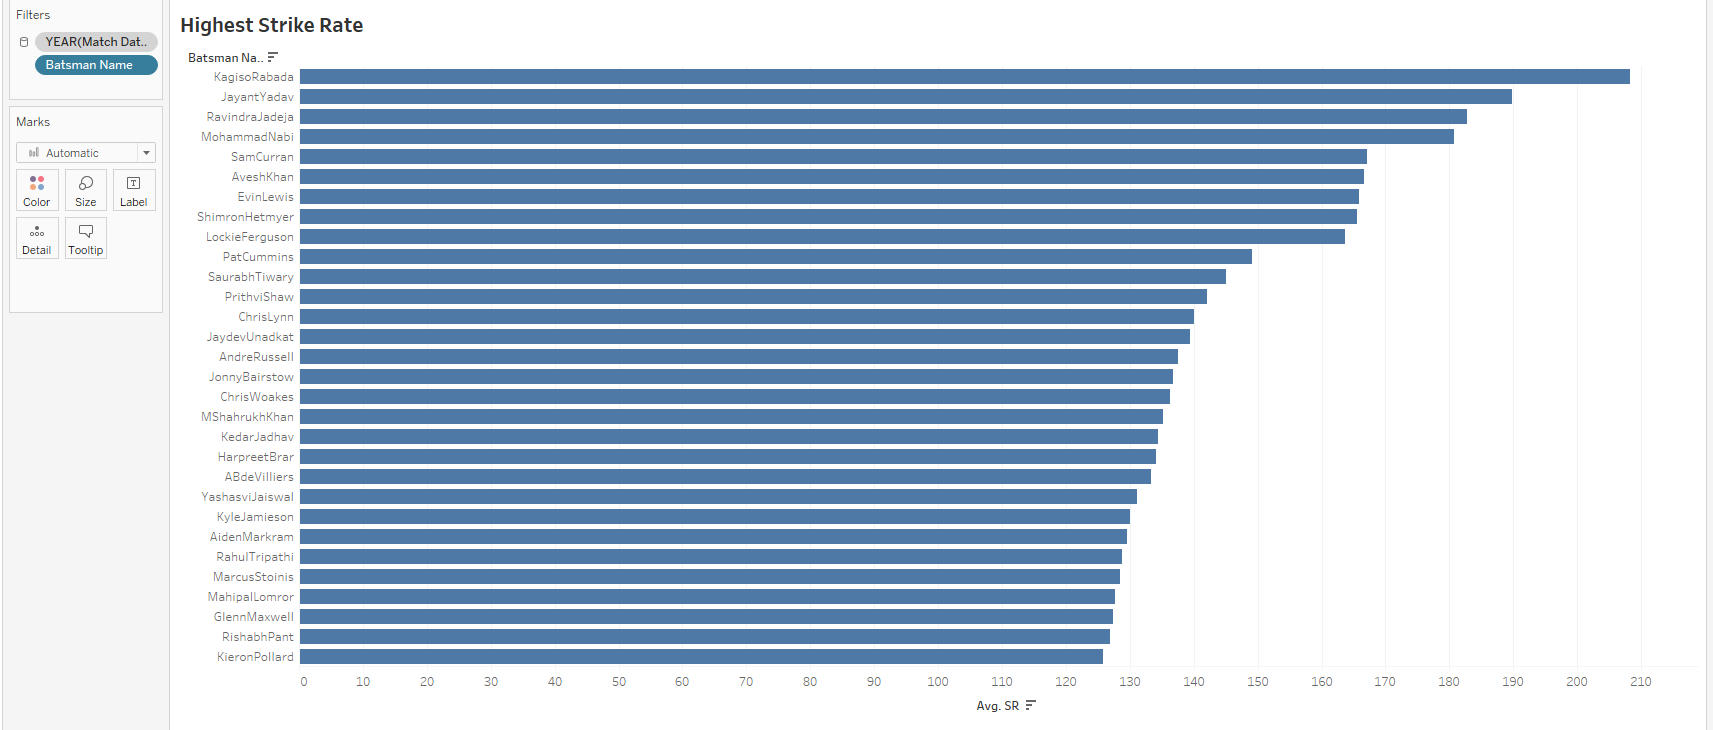 Filters
YEAR(Match Dat..
Batsman Name
Marks
Automatic
Color Size Label
Detail Tooltip
Highest Strike Rate
Batsman Na..
KagisoRabada
JayantYadav
RavindraJadeja
MohammadNabi
SamCurran
AveshKhan
EvinLewis
ShimronHetmyer
LockieFerguson
PatCummins
SaurabhTiwary
PrithviShaw
ChrisLynn
JaydevUnadkat
AndreRussell
JonnyBairstow
ChrisWoakes
MShahrukhKhan
KedarJadhav
HarpreetBrar
ABdeVilliers
YashasviJaiswal
KyleJamieson
AidenMarkram
RahulTripathi
MarcusStoinis
MahipalLomror
GlennMaxwell
RishabhPant
KieronPollard
0 10 20 30 40 50 60 70 80 90 100 110 120 130 140 150 160 170 180 190 200 210
Avg. SR